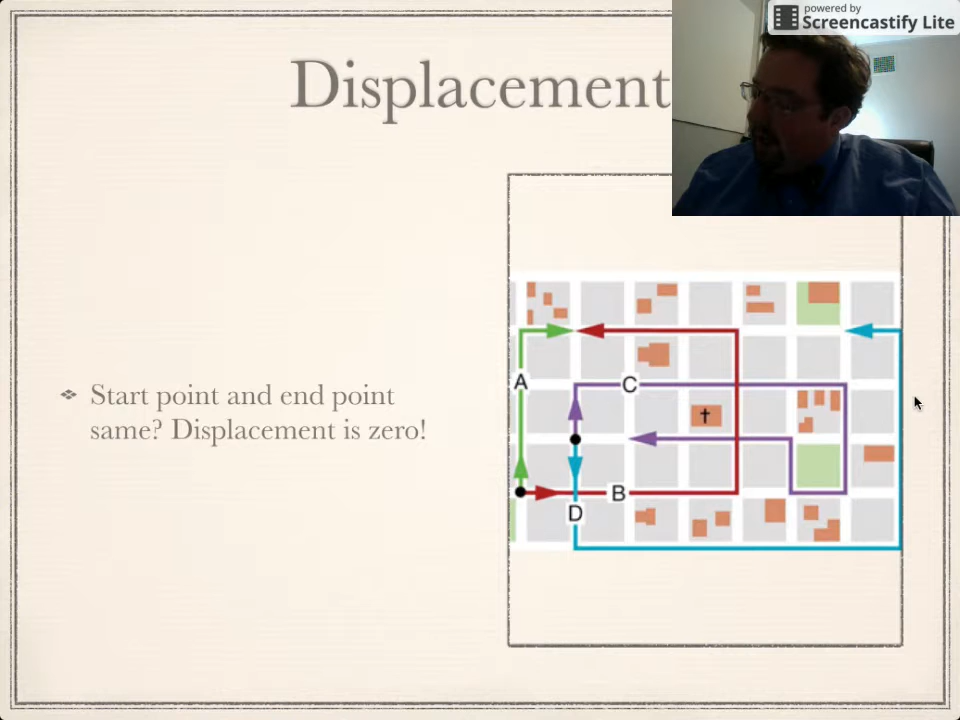 powered by
Screencastify Lite
Displacement
Start point and end point
same? Displacement is zero!
A
C
B
D